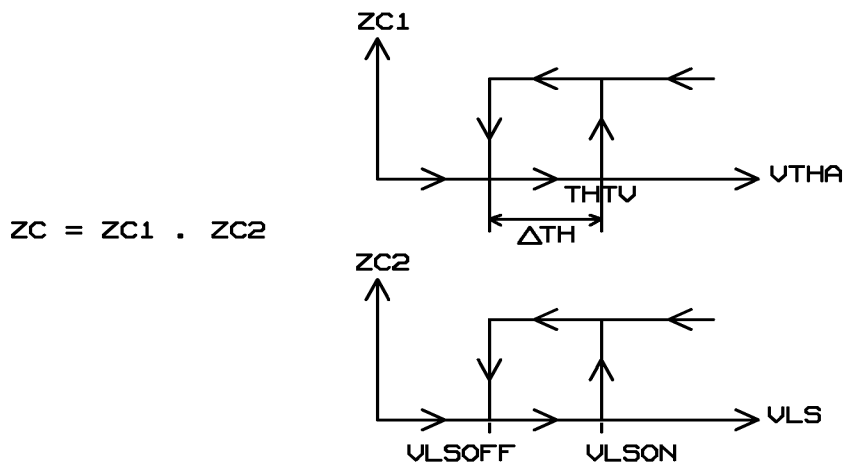 ZC1
VTHA
THTV
ZC = ZC1 . ZC2
ΔTH
ZC2
VLS
VLSOFF VLSON